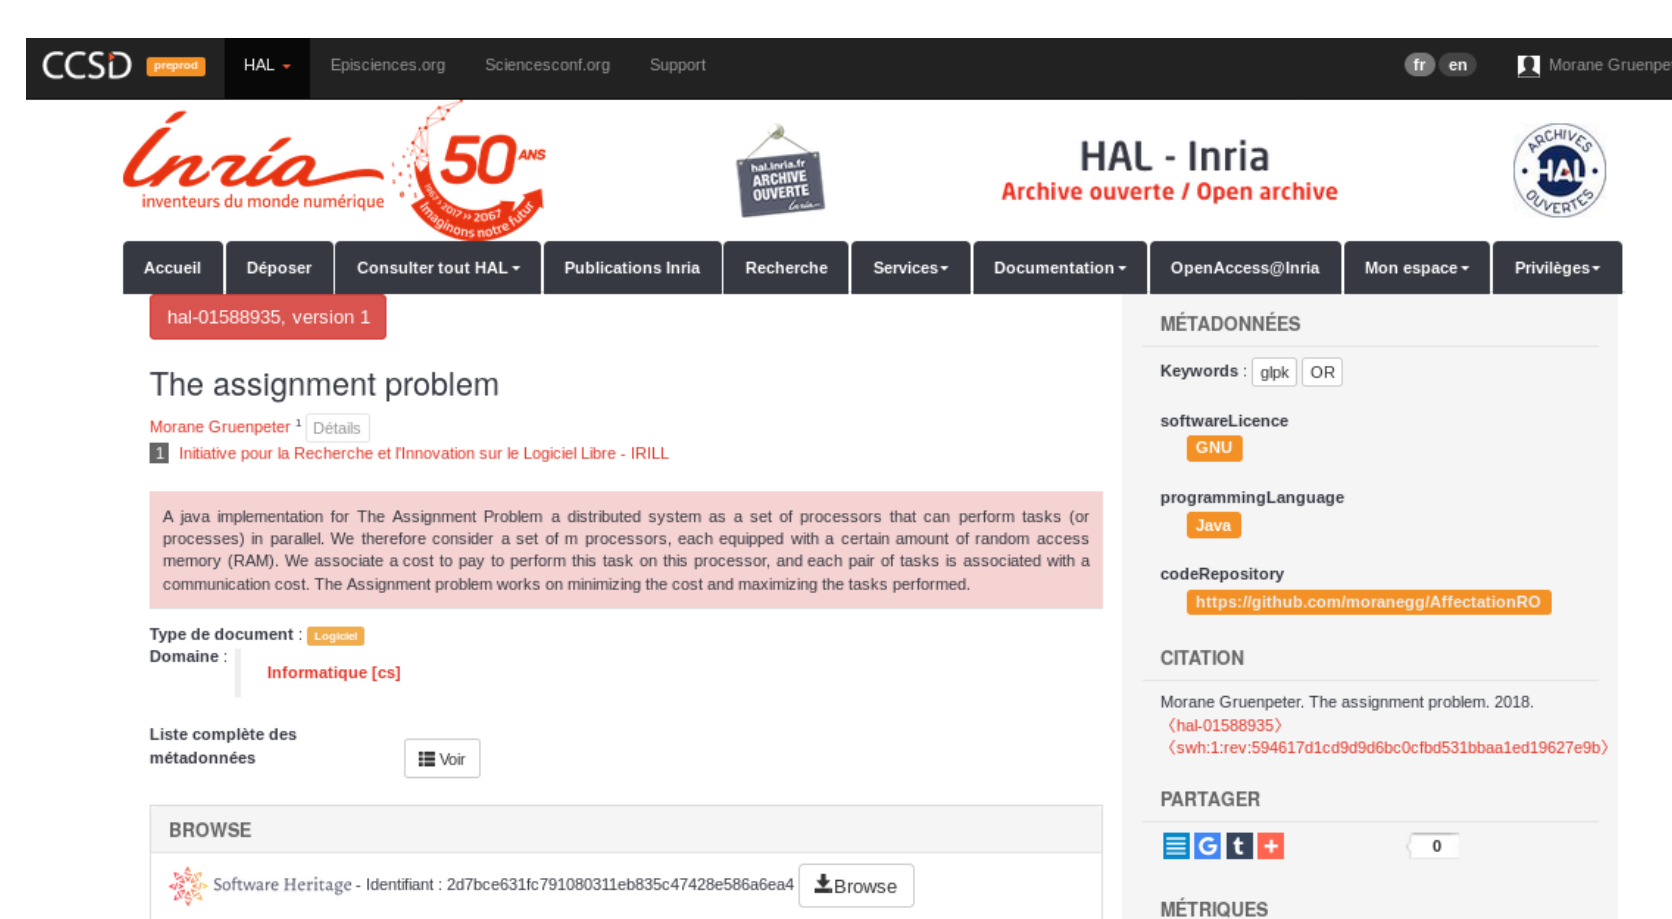 CCSD preprod HAL Episciences.org Sciencesconf.org Support fr en Morane Gruenpe
Inria
inventeurs du monde numérique
50 ANS
1967 » 2017 » 2067
Imaginons notre futur
hal.inria.fr
ARCHIVE
OUVERTE
Inria
HAL - Inria
Archive ouverte / Open archive
ARCHIVES
HAL
OUVERTES
Accueil Déposer Consulter tout HAL Publications Inria Recherche Services Documentation OpenAccess@Inria Mon espace Privilèges
hal-01588935, version 1
The assignment problem
Morane Gruenpeter 1 Détails
1 Initiative pour la Recherche et l'Innovation sur le Logiciel Libre - IRILL
A java implementation for The Assignment Problem a distributed system as a set of processors that can perform tasks (or
processes) in parallel. We therefore consider a set of m processors, each equipped with a certain amount of random access
memory (RAM). We associate a cost to pay to perform this task on this processor, and each pair of tasks is associated with a
communication cost. The Assignment problem works on minimizing the cost and maximizing the tasks performed.
Type de document : Logiciel
Domaine :
Informatique [cs]
Liste complète des
métadonnées
Voir
BROWSE
Software Heritage - Identifiant : 2d7bce631fc791080311eb835c47428e586a6ea4 Browse
MÉTADONNÉES
Keywords : glpk OR
softwareLicence
GNU
programmingLanguage
Java
codeRepository
https://github.com/moranegg/AffectationRO
CITATION
Morane Gruenpeter. The assignment problem. 2018.
〈hal-01588935〉
〈swh:1:rev:594617d1cd9d9d6bc0cfbd531bbaa1ed19627e9b〉
PARTAGER
G t + 0
MÉTRIQUES